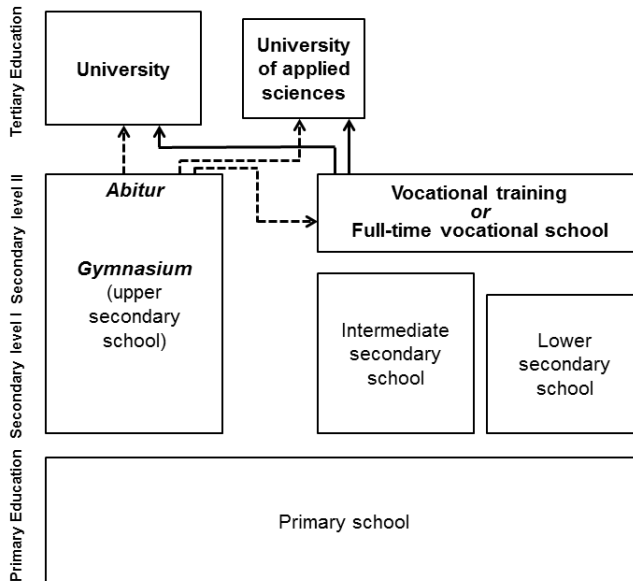 Tertiary Education
University
University
of applied
sciences
Secondary level II
Abitur
Vocational training
or
Full-time vocational school
Gymnasium
(upper
secondary
school)
Secondary level I
Intermediate
secondary
school
Lower
secondary
school
Primary Education
Primary school